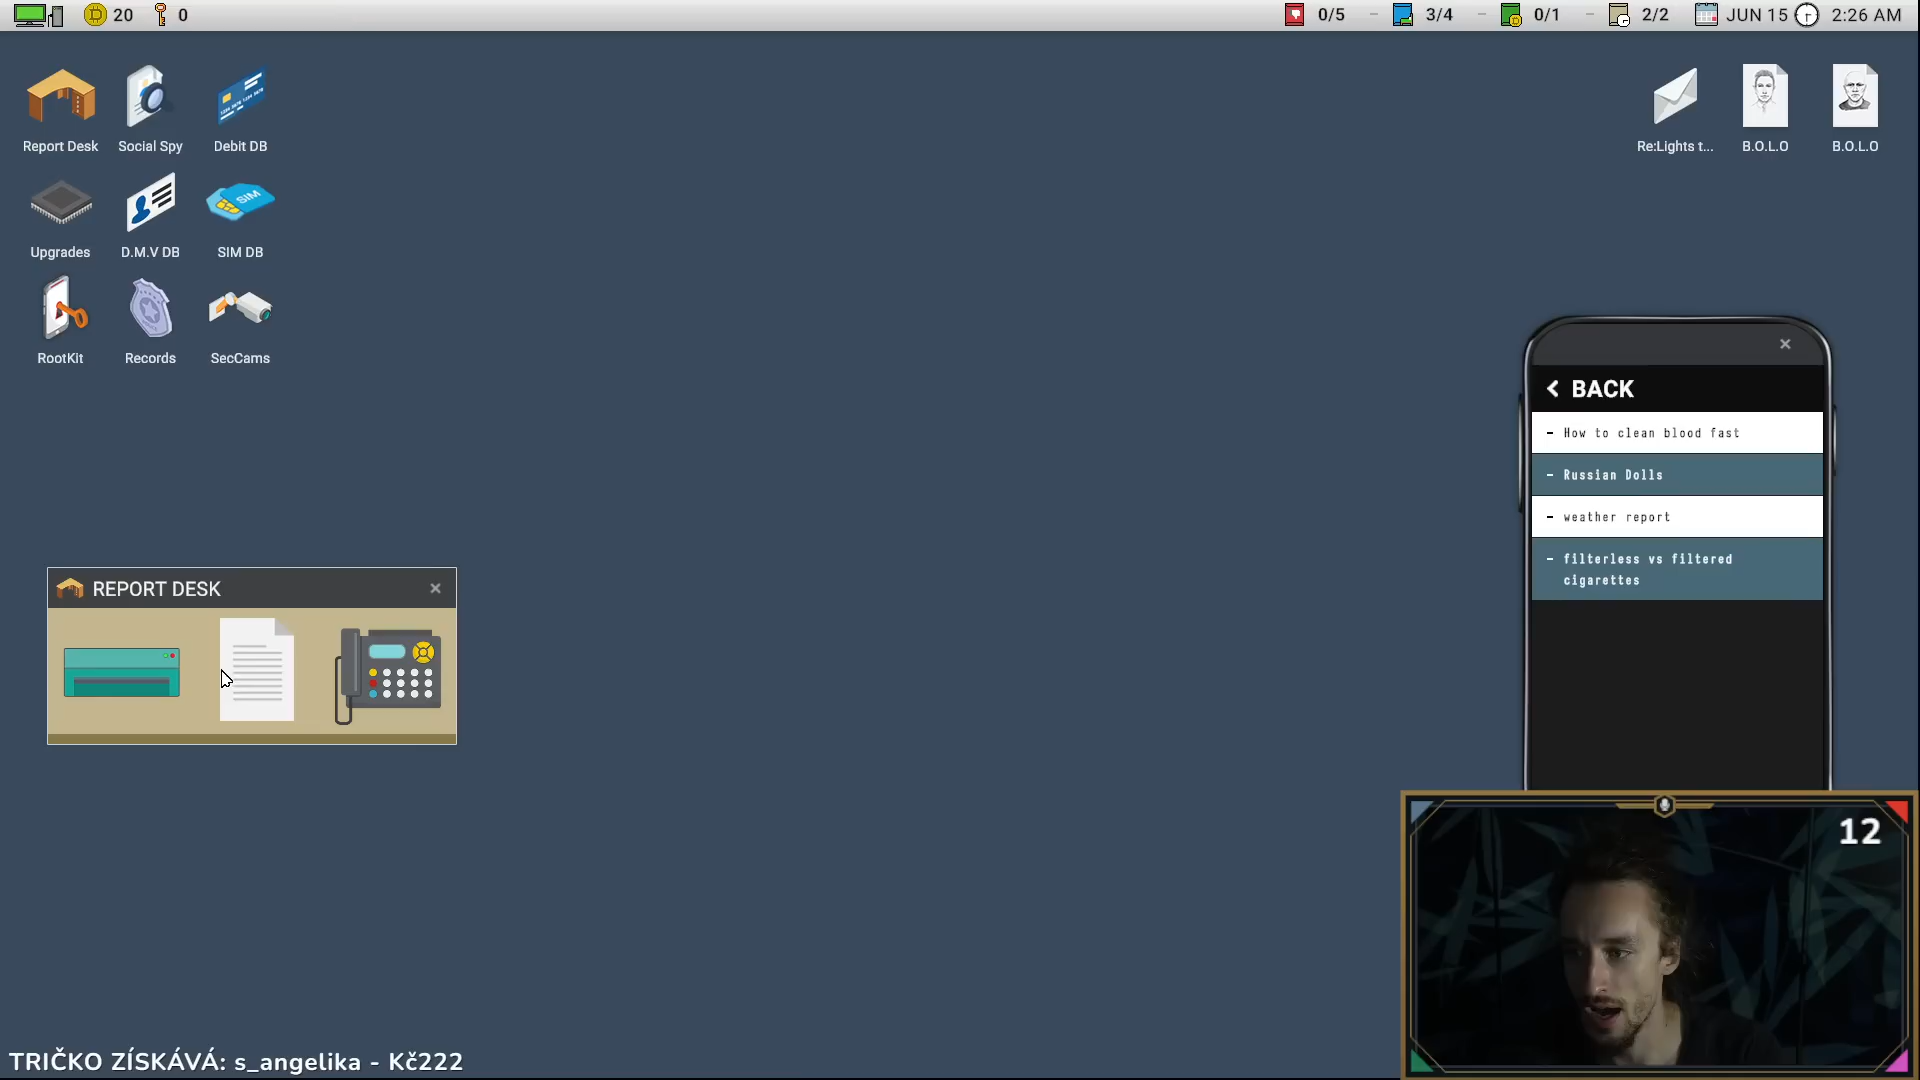 20 0 0/5 - 3/4 - 0/1 - 2/2 JUN 15 2:26 AM
Report Desk Social Spy Debit DB Re:Lights t... B.O.L.O B.O.L.O
Upgrades D.M.V DB SIM DB
SIM
RootKit Records SecCams
BACK
- How to clean blood fast
- Russian Dolls
- weather report
- filterless vs filtered
cigarettes
REPORT DESK
12
TRIČKO ZÍSKÁVÁ: s_angelika - Kč222